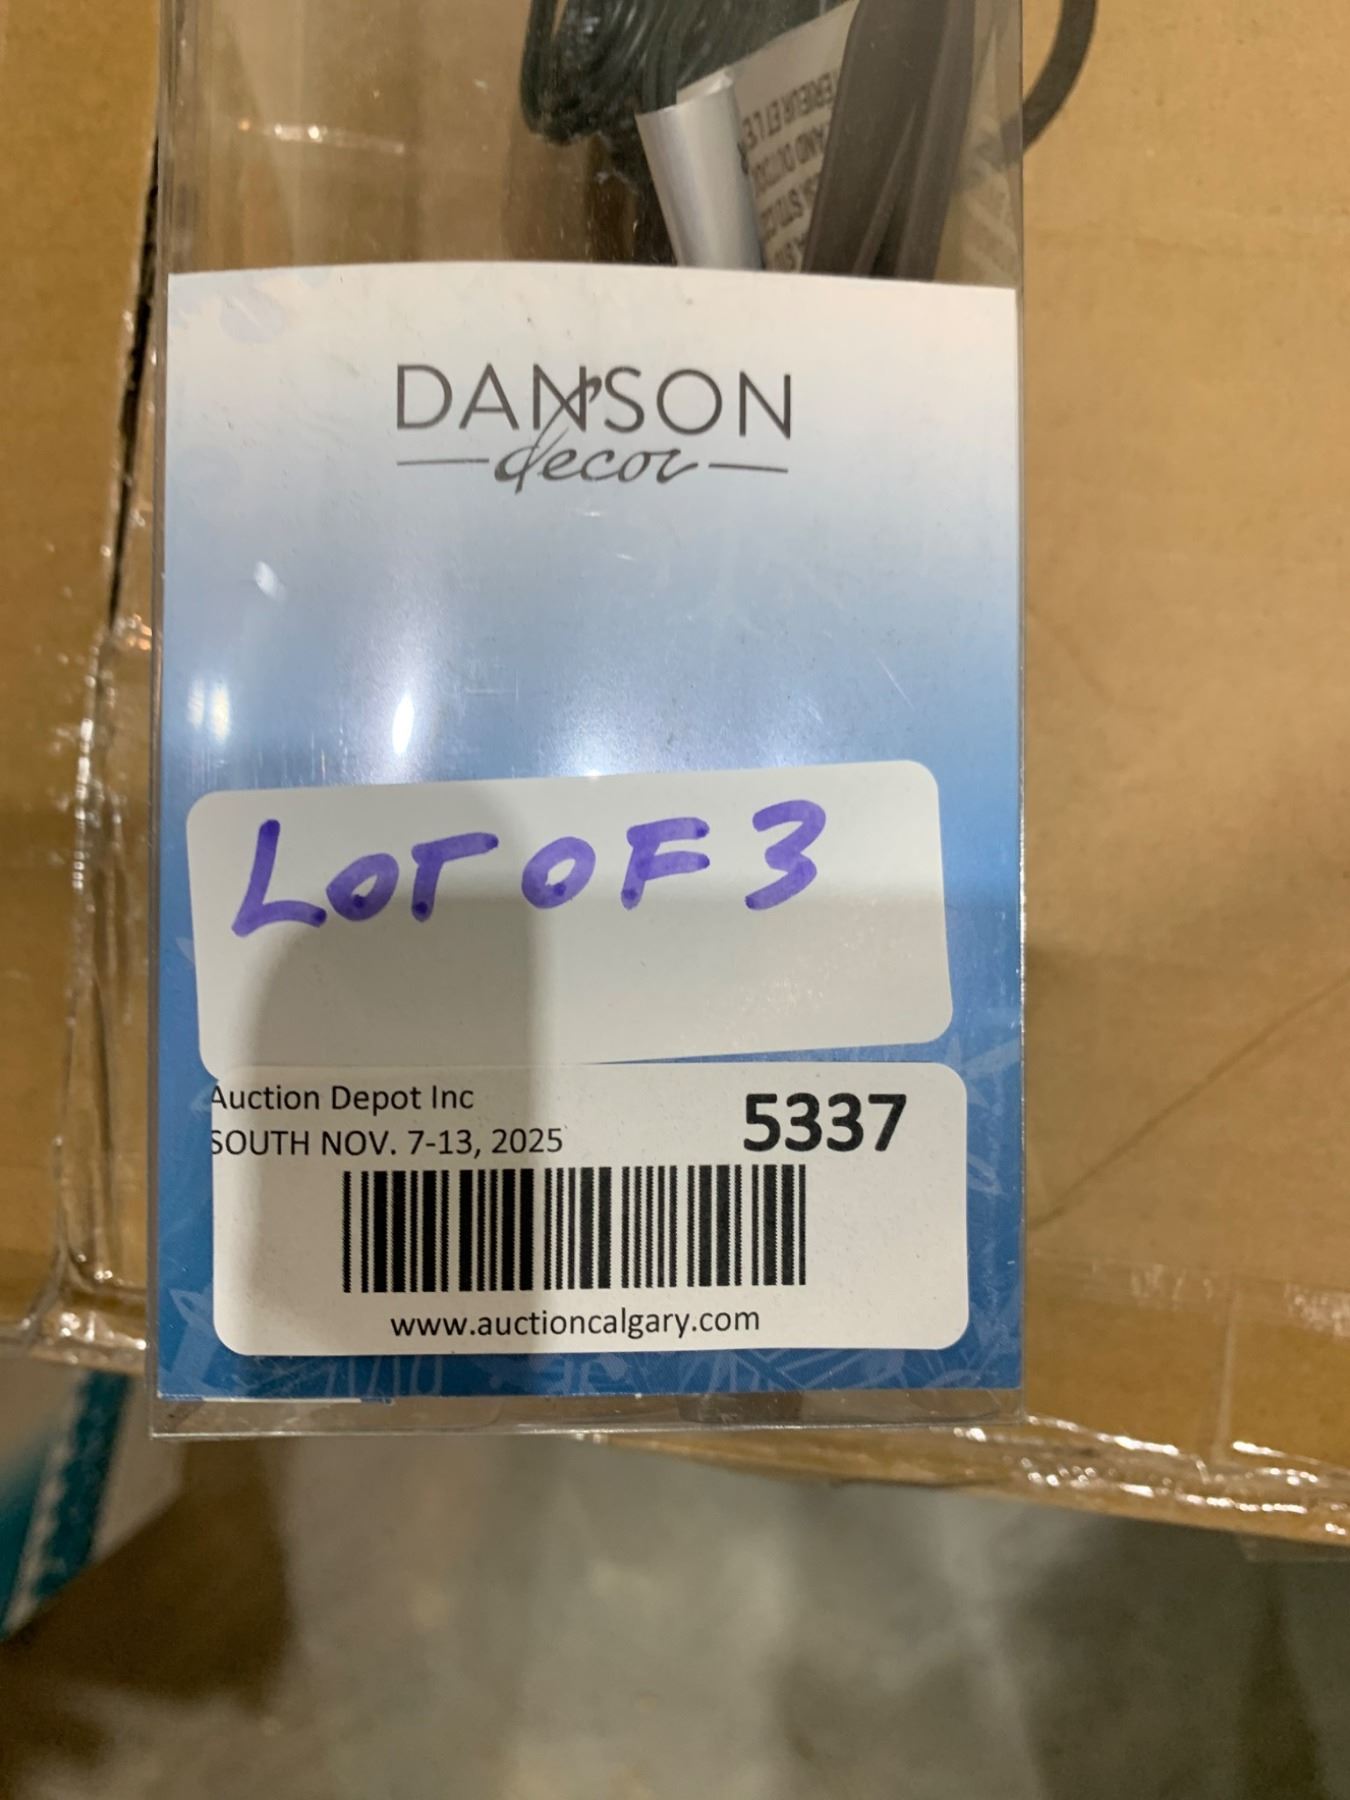 DANSON
decor
LOT OF 3
Auction Depot Inc
5337
SOUTH NOV. 7-13, 2025
www.auctioncalgary.com